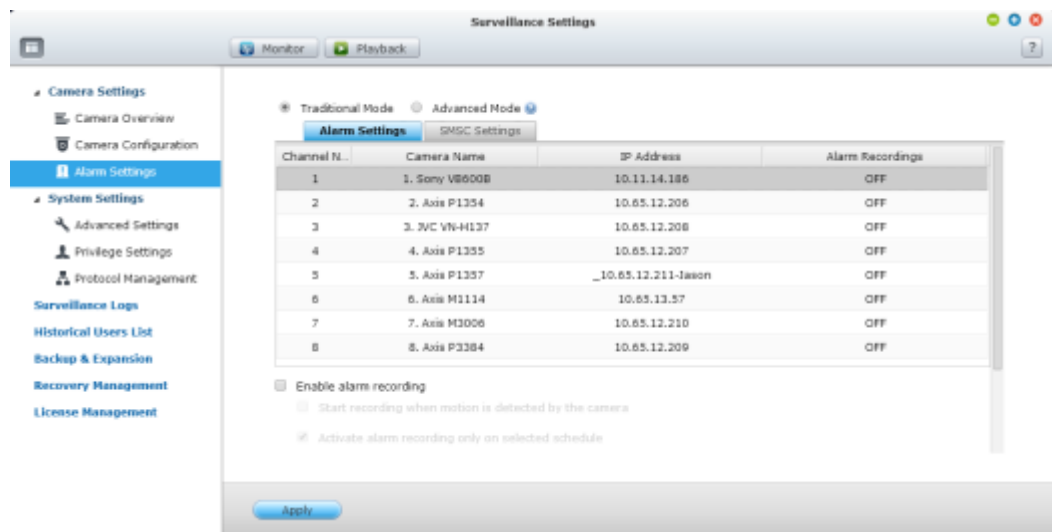 Surveillance Settings
Monitor Playback ?
Camera Settings
Camera Overview
Camera Configuration
Alarm Settings
System Settings
Advanced Settings
Privilege Settings
Protocol Management
Surveillance Logs
Historical Users List
Backup & Expansion
Recovery Management
License Management
Traditional Mode Advanced Mode
Alarm Settings SMSC Settings
Channel N... Camera Name IP Address Alarm Recordings
1 1. Sony VB600B 10.11.14.186 OFF
2 2. Axis P1354 10.65.12.206 OFF
3 3. JVC VN-H137 10.65.12.208 OFF
4 4. Axis P1355 10.65.12.207 OFF
5 5. Axis P1357 _10.65.12.211-Jason OFF
6 6. Axis M1114 10.65.13.57 OFF
7 7. Axis M3006 10.65.12.210 OFF
8 8. Axis P3384 10.65.12.209 OFF
Enable alarm recording
Start recording when motion is detected by the camera
Activate alarm recording only on selected schedule
Apply